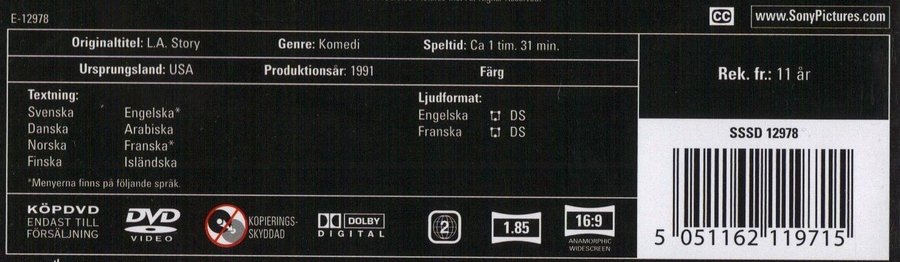 E-12978
CC
www.SonyPictures.com
Originaltitel: L.A. Story
Genre: Komedi
Speltid: Ca 1 tim. 31 min.
Ursprungsland: USA
Produktionsår: 1991
Färg
Rek. fr.: 11 år
Textning:
Svenska Engelska*
Danska Arabiska
Norska Franska*
Finska Isländska
*Menyerna finns på följande språk.
Ljudformat:
Engelska DS
Franska DS
SSSD 12978
5 051162 119715
KÖPDVD
ENDAST TILL
FÖRSÄLJNING
DVD
VIDEO
KOPIERINGS-
SKYDDAD
DOLBY
DIGITAL
2
1.85
16:9
ANAMORPHIC
WIDESCREEN